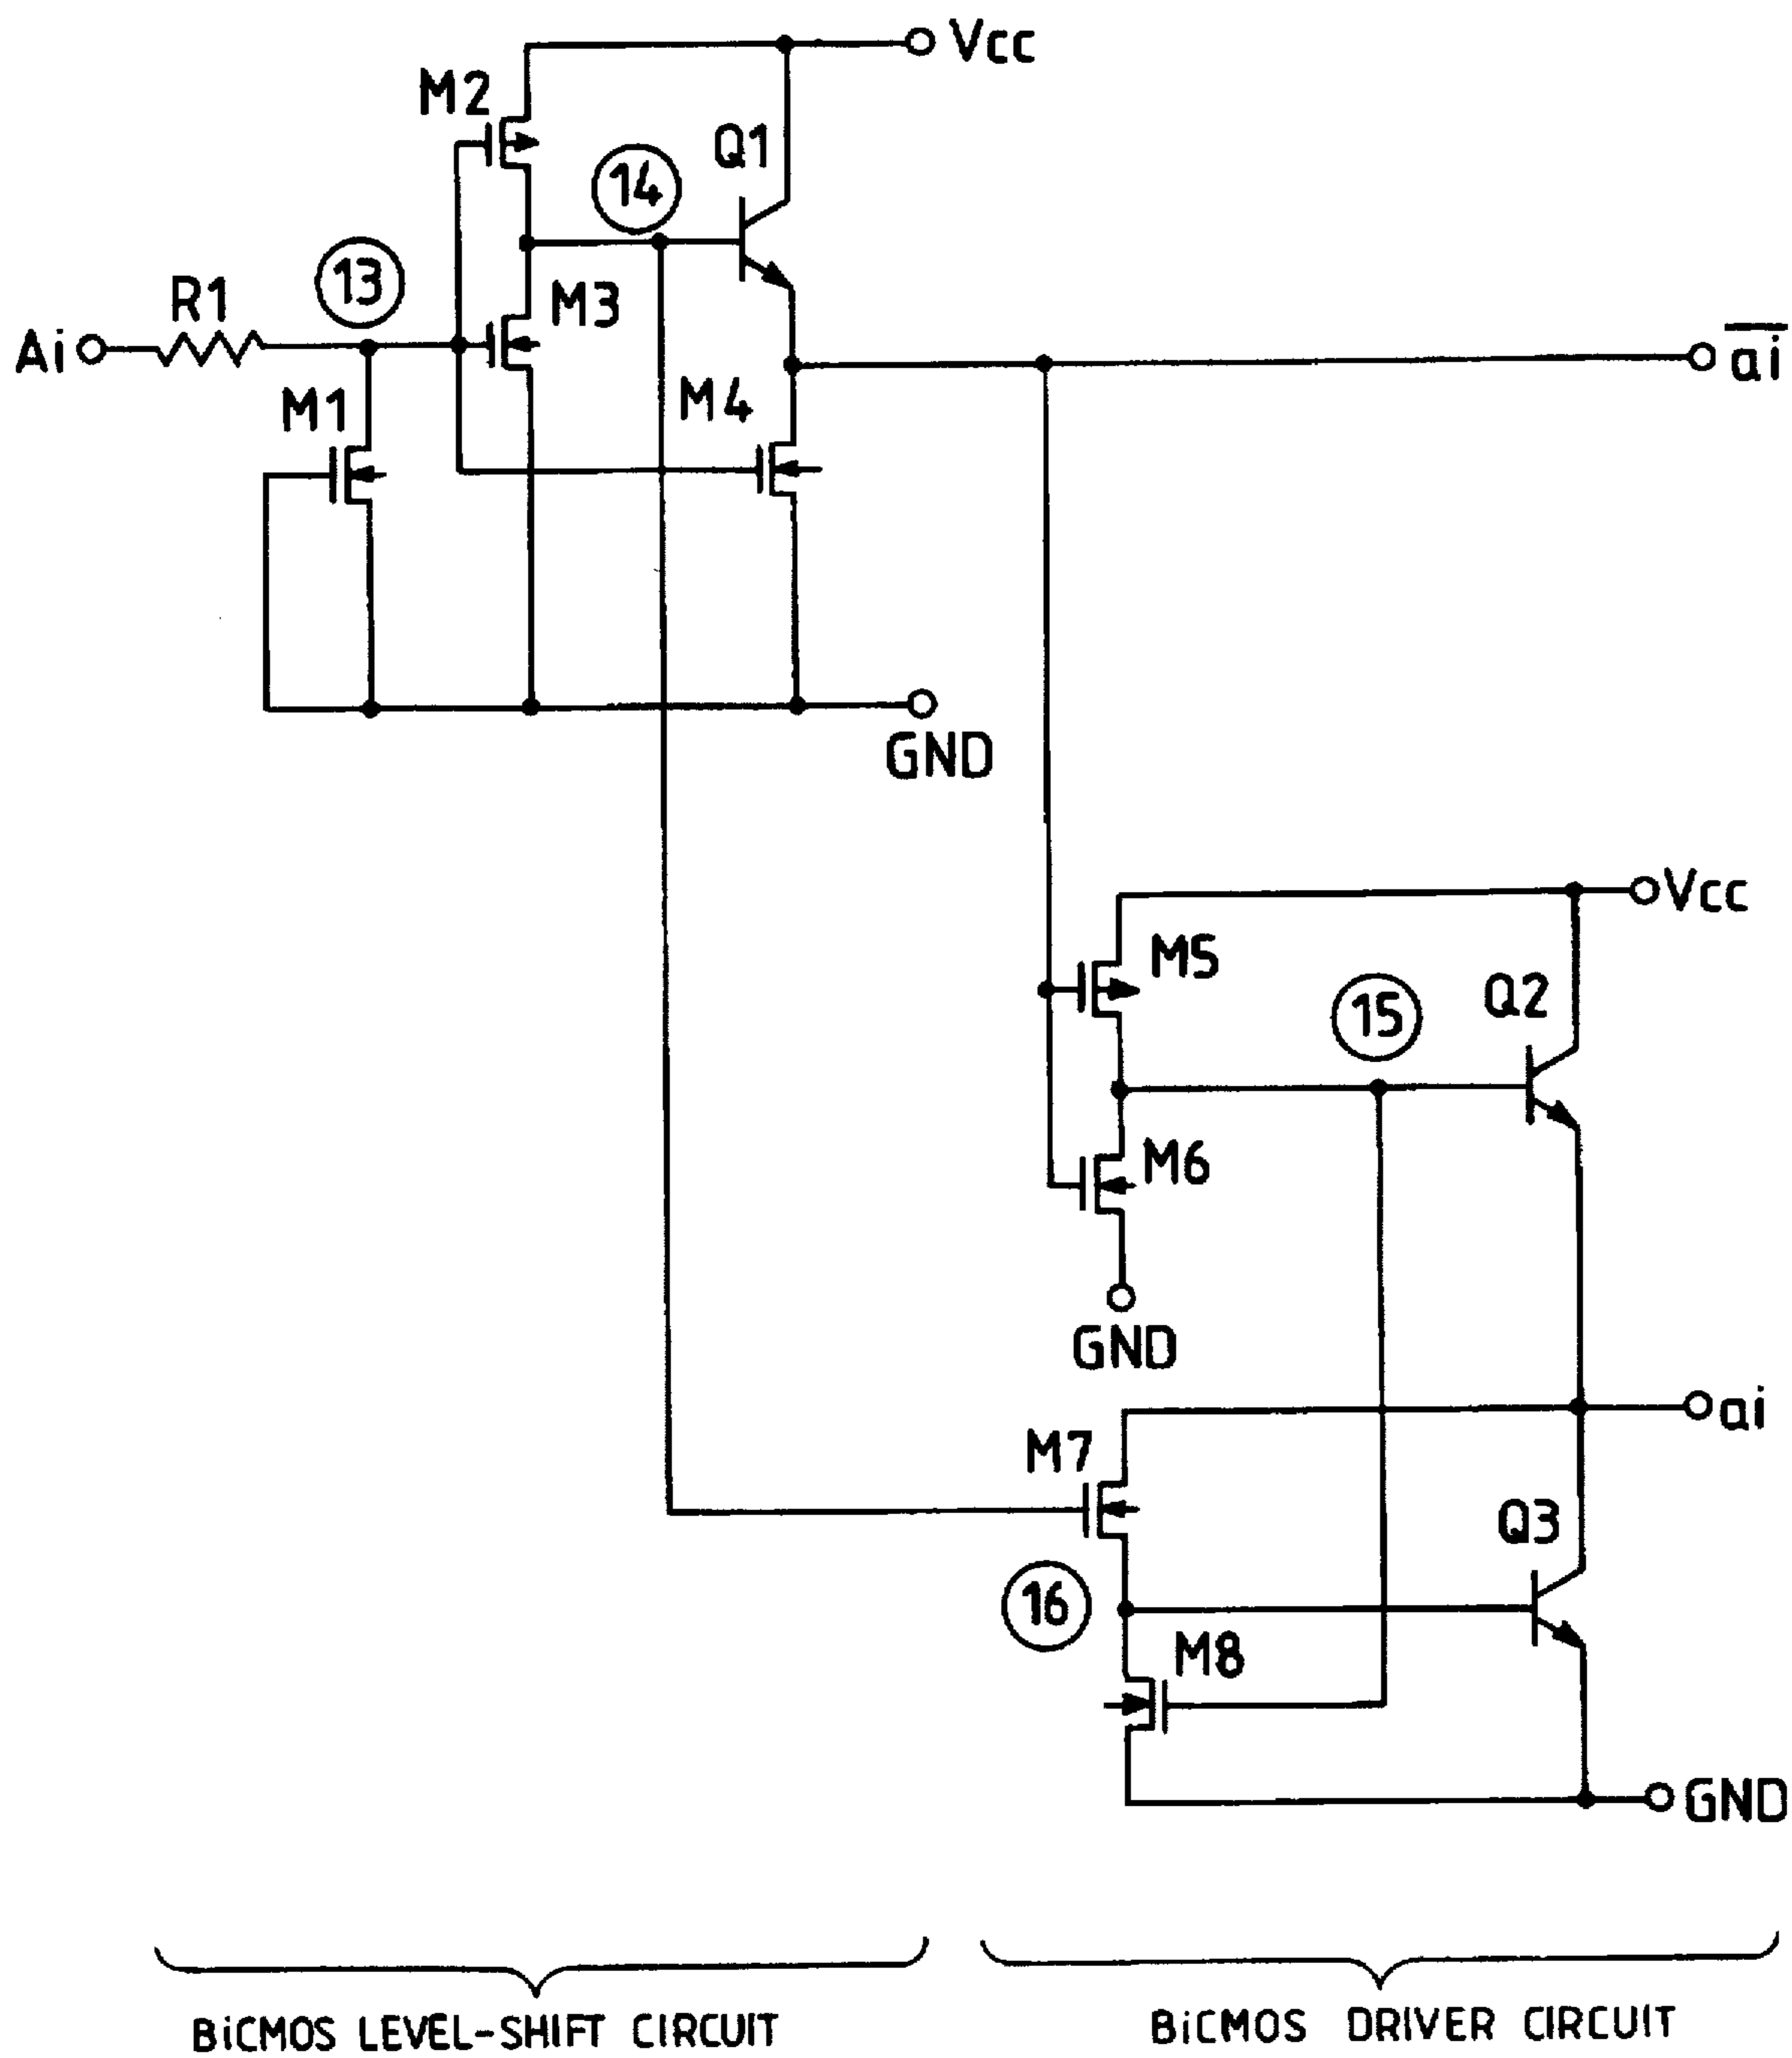 Vcc
M2
Q1
14
13
R1
M3
Ai
a̅i̅
M1
M4
GND
Vcc
M5
Q2
15
M6
GND
ai
M7
Q3
16
M8
GND
BiCMOS LEVEL-SHIFT CIRCUIT
BiCMOS DRIVER CIRCUIT